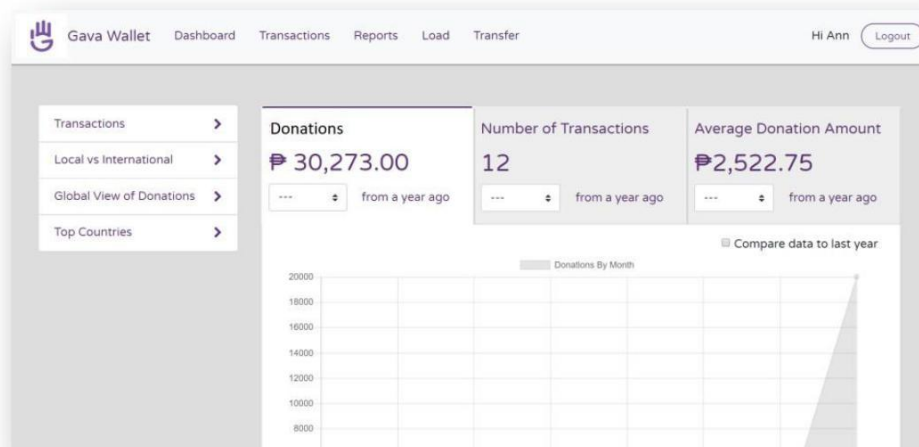 Gava Wallet Dashboard Transactions Reports Load Transfer Hi Ann Logout
Transactions
Local vs International
Global View of Donations
Top Countries
Donations
₱ 30,273.00
--- from a year ago
Number of Transactions
12
--- from a year ago
Average Donation Amount
₱2,522.75
--- from a year ago
Compare data to last year
Donations By Month
20000
18000
16000
14000
12000
10000
8000